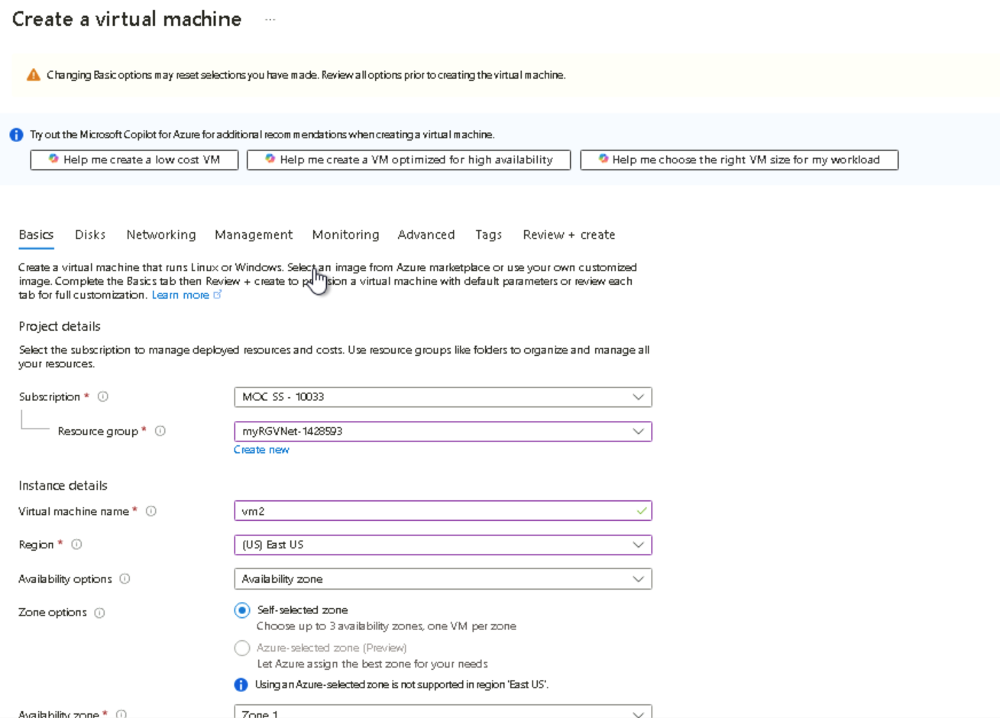 Create a virtual machine ...
Changing Basic options may reset selections you have made. Review all options prior to creating the virtual machine.
Try out the Microsoft Copilot for Azure for additional recommendations when creating a virtual machine.
Help me create a low cost VM Help me create a VM optimized for high availability Help me choose the right VM size for my workload
Basics Disks Networking Management Monitoring Advanced Tags Review + create
Create a virtual machine that runs Linux or Windows. Select an image from Azure marketplace or use your own customized
image. Complete the Basics tab then Review + create to provision a virtual machine with default parameters or review each
tab for full customization. Learn more
Project details
Select the subscription to manage deployed resources and costs. Use resource groups like folders to organize and manage all
your resources.
Subscription * MOC SS - 10033
Resource group * myRGVNet-1428593
Create new
Instance details
Virtual machine name * vm2
Region * (US) East US
Availability options Availability zone
Zone options Self-selected zone
Choose up to 3 availability zones, one VM per zone
Azure-selected zone (Preview)
Let Azure assign the best zone for your needs
Using an Azure-selected zone is not supported in region 'East US'.
Availability zone * Zone 1